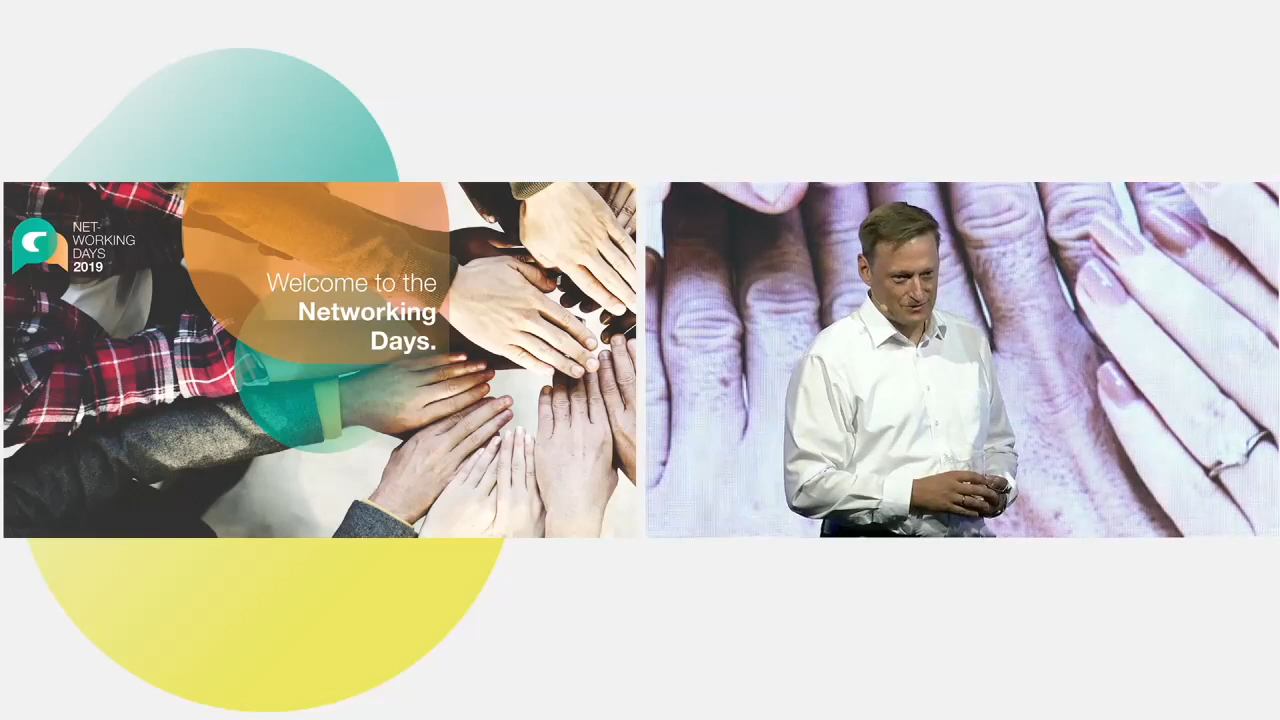 NET-
WORKING
DAYS
2019
Welcome to the
Networking
Days.